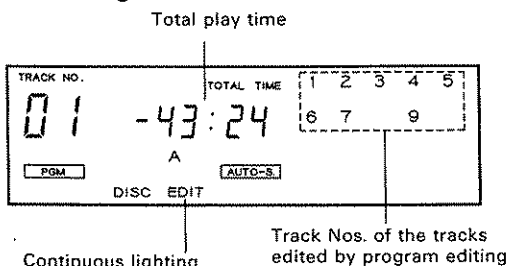 Total play time
TRACK NO.
TOTAL TIME
1 2 3 4 5
01 -43:24
6 7 9
A
PGM
AUTO-S.
DISC EDIT
Continuous lighting
Track Nos. of the tracks
edited by program editing